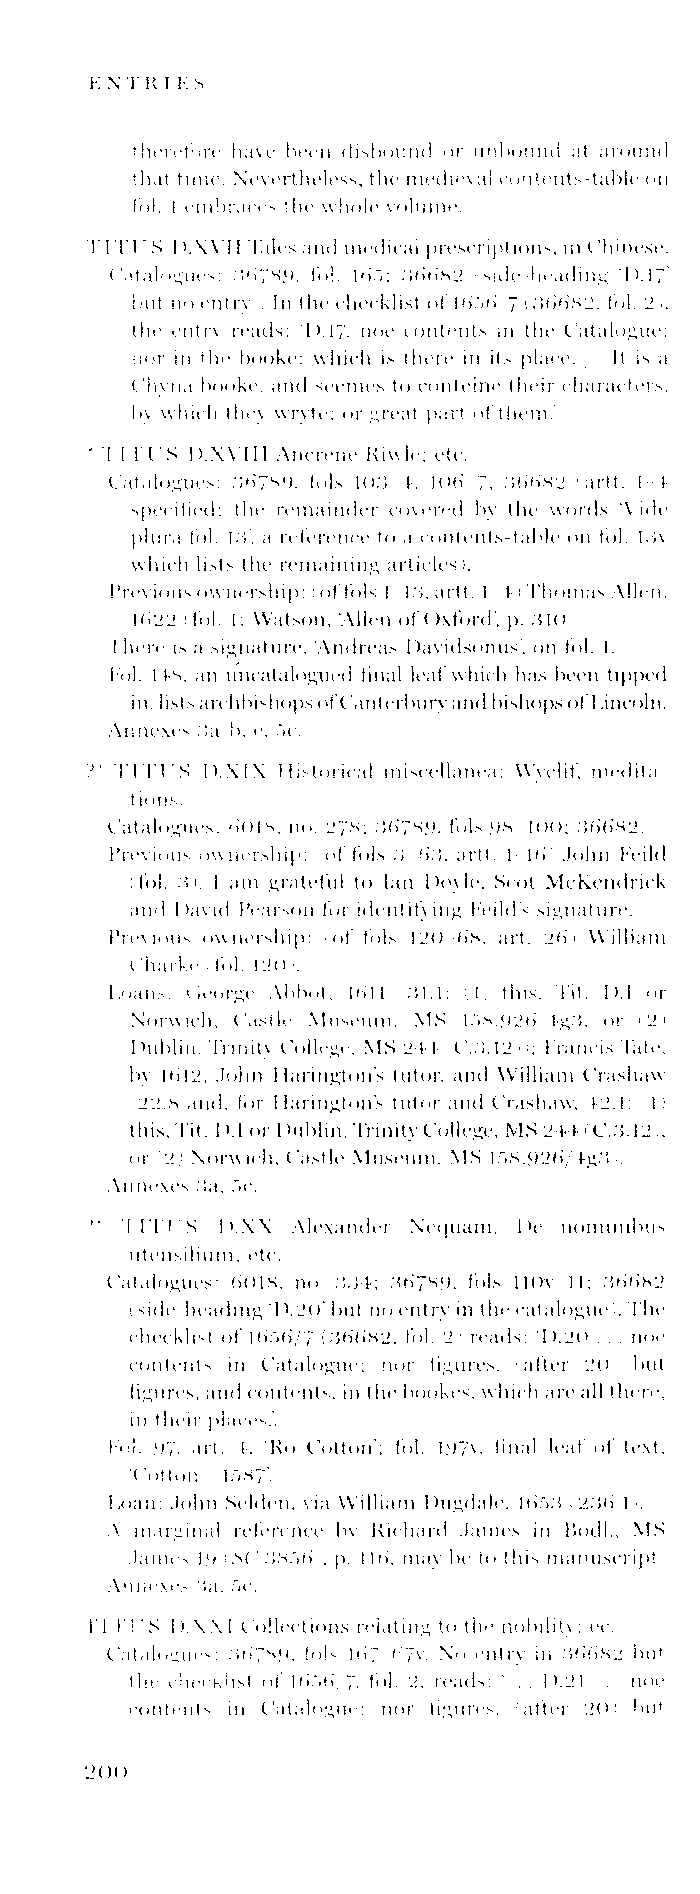 ENTRIES
therefore have been disbound or unbound at around
that time. Nevertheless, the medieval contents-table on
fol. 1 embraces the whole volume.
TITUS D.XVII Tales and medical prescriptions, in Chinese.
Catalogues: 36789, fol. 165; 36682 (side-heading 'D.17'
but no entry). In the checklist of 1656/7 (36682, fol. 2),
the entry reads: 'D.17, noe contents in the Catalogue;
nor in the booke; which is there in its place. It is a
Chyna booke, and seemes to conteine their characters,
by which they wryte; or great part of them.'
TITUS D.XVIII Ancrene Riwle; etc.
Catalogues: 36789, fols 103–4, 106–7; 36682 (artt. 1–4
specified; the remainder covered by the words 'Vide
plura fol. 13', a reference to a contents-table on fol. 13v
which lists the remaining articles).
Previous ownership: (of fols 1–13, artt. 1–4) Thomas Allen,
1622 (fol. 1; Watson, 'Allen of Oxford', p. 310
There is a signature, 'Andreas Davidsonus', on fol. 1.
Fol. 148, an uncatalogued final leaf which has been tipped
in, lists archbishops of Canterbury and bishops of Lincoln.
Annexes 3a, b, e, 5c.
TITUS D.XIX Historical miscellanea; Wyclif, medita-
tions.
Catalogues: 6018, no. 278; 36789, fols 98–100; 36682.
Previous ownership: (of fols 3–63, artt. 1–16) John Feild
(fol. 3). I am grateful to Ian Doyle, Scot McKendrick
and David Pearson for identifying Feild's signature.
Previous ownership: (of fols 120–68, art. 26) William
Charke (fol. 120).
Loans: George Abbot, 1611– 31.1: (1) this, Tit. D.I or
Norwich, Castle Museum, MS 158.926 4g3, or (2)
Dublin, Trinity College, MS 244 (C.3.12); Francis Tate,
by 1612, John Harington's tutor, and William Crashaw
22.8 and, for Harington's tutor and Crashaw, 42.1: (1)
this, Tit. D.I or Dublin, Trinity College, MS 244 (C.3.12),
or (2) Norwich, Castle Museum, MS 158.926/4g3).
Annexes 3a, 5c.
TITUS D.XX Alexander Nequam, De nominibus
utensilium, etc.
Catalogues: 6018, no. 334; 36789, fols 110v–11; 36682
(side-heading 'D.20' but no entry in the catalogue). The
checklist of 1656/7 (36682, fol. 2) reads: 'D.20 . . . noe
contents in Catalogue; nor figures, (after 20) but
figures, and contents, in the bookes, which are all there,
in their places.'
Fol. 97, art. 4, 'Ro Cotton'; fol. 197v, final leaf of text,
'Cotton 1587'.
Loan: John Selden, via William Dugdale, 1653 (236.1).
A marginal reference by Richard James in Bodl., MS
James 19 (SC 3856), p. 116, may be to this manuscript.
Annexes 3a, 5c.
TITUS D.XXI Collections relating to the nobility; ec.
Catalogues: 36789, fols 167–67v. No entry in 36682 but
the checklist of 1656/7, fol. 2, reads: '. . . D.21 . . . noe
contents in Catalogue; nor figures, (after 20) but
200